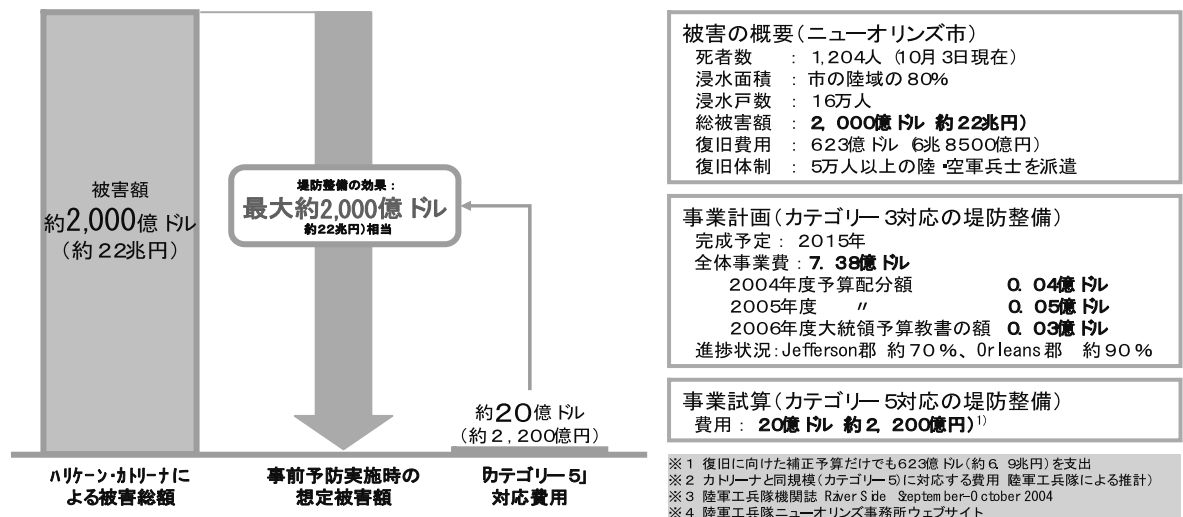 被害額
約2,000億ドル
（約22兆円）
堤防整備の効果：
最大約2,000億ドル
約22兆円)相当
約20億ドル
（約2,200億円）
ハリケーン・カトリーナに
よる被害総額
事前予防実施時の
想定被害額
「カテゴリー5」
対応費用
被害の概要（ニューオリンズ市）
死者数　：1,204人（10月3日現在）
浸水面積：市の陸域の80%
浸水戸数：16万人
総被害額：2,000億ドル 約22兆円）
復旧費用：623億ドル（6兆8500億円）
復旧体制：5万人以上の陸・空軍兵士を派遣
事業計画（カテゴリー3対応の堤防整備）
完成予定：2015年
全体事業費：7.38億ドル
2004年度予算配分額　0.04億ドル
2005年度　〃　0.05億ドル
2006年度大統領予算教書の額　0.03億ドル
進捗状況：Jefferson郡 約70%、Orleans郡　約90%
事業試算（カテゴリー5対応の堤防整備）
費用：20億ドル 約2,200億円）1)
※1 復旧に向けた補正予算だけでも623億ドル（約6.9兆円）を支出
※2 カトリーナと同規模（カテゴリー5）に対応する費用 陸軍工兵隊による推計）
※3 陸軍工兵隊機関誌 River Side September-October 2004
※4 陸軍工兵隊ニューオリンズ事務所ウェブサイト